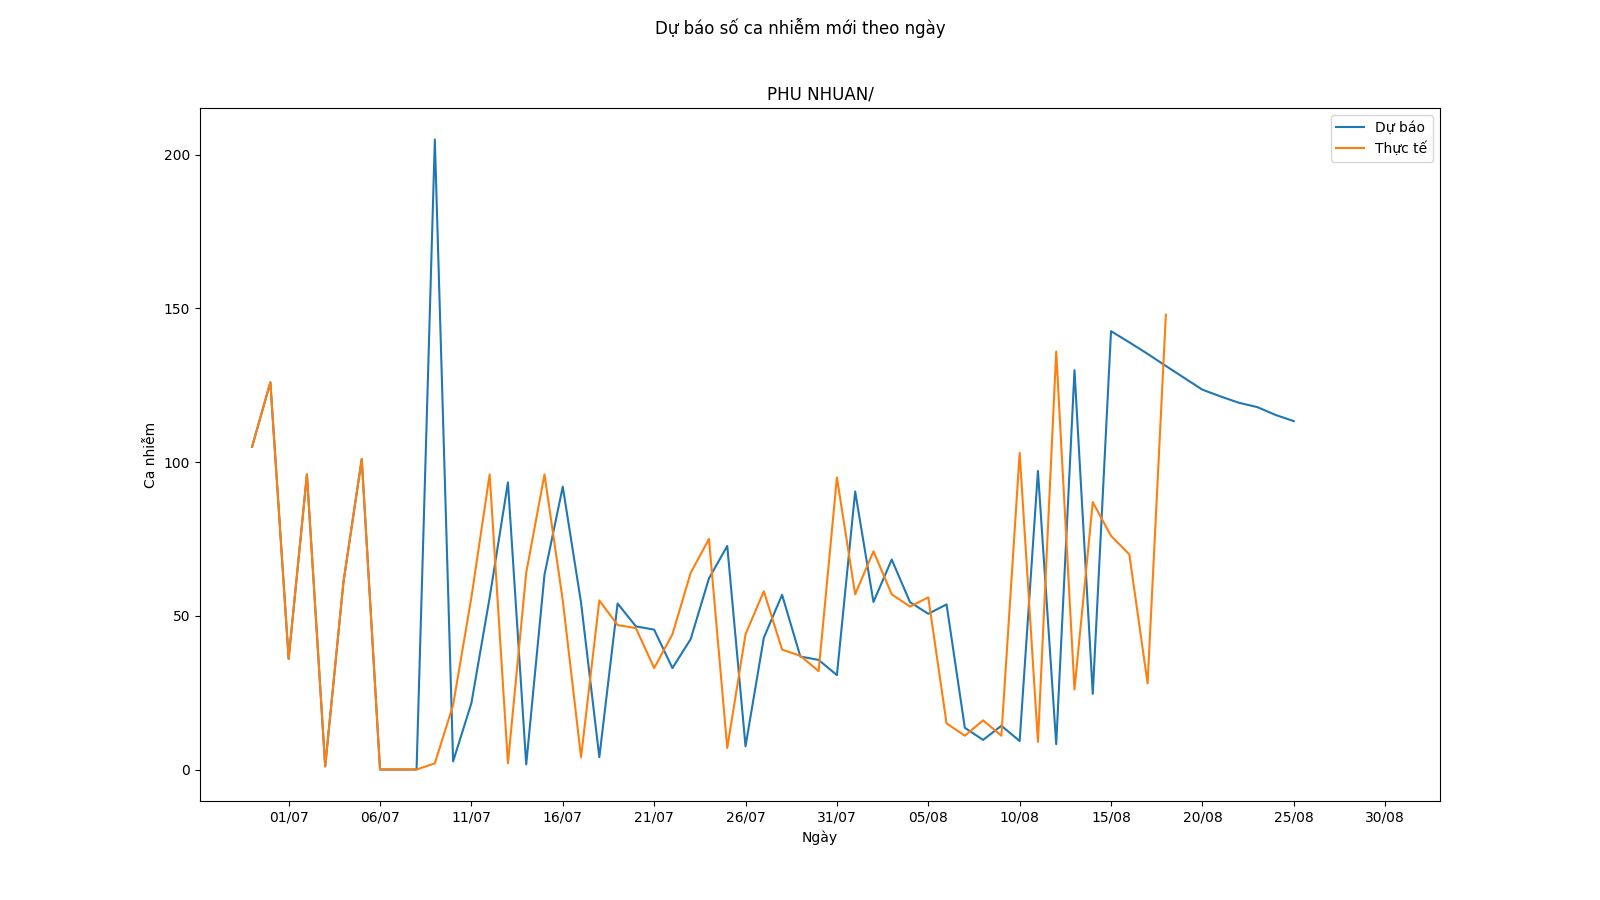 Dự báo số ca nhiễm mới theo ngày
PHU NHUAN/
Dự báo
Thực tế
200
150
100
50
0
Ca nhiễm
01/07 06/07 11/07 16/07 21/07 26/07 31/07 05/08 10/08 15/08 20/08 25/08 30/08
Ngày